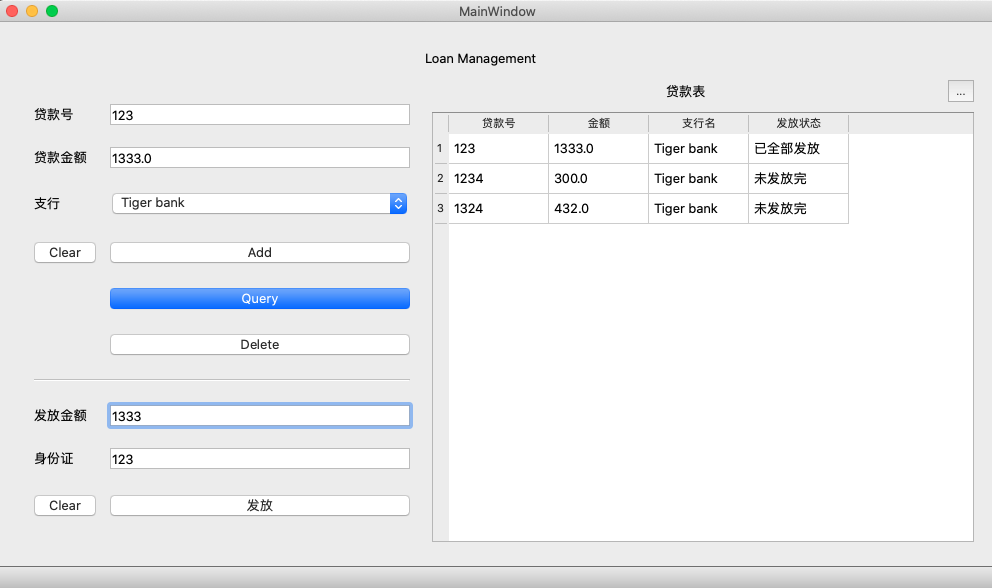 MainWindow
Loan Management
贷款号 123
贷款金额 1333.0
支行 Tiger bank
Clear Add
Query
Delete
发放金额 1333
身份证 123
Clear 发放
贷款表 ...
贷款号 金额 支行名 发放状态
1 123 1333.0 Tiger bank 已全部发放
2 1234 300.0 Tiger bank 未发放完
3 1324 432.0 Tiger bank 未发放完